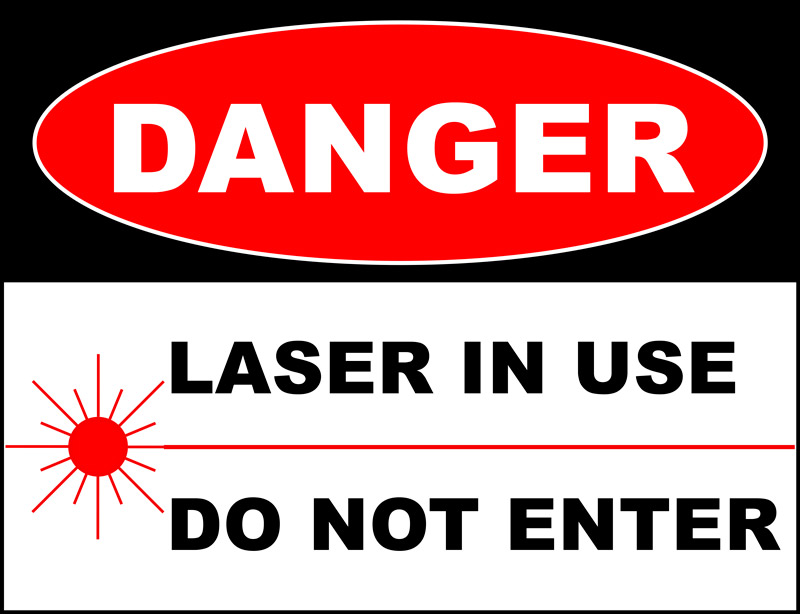 DANGER
LASER IN USE
DO NOT ENTER